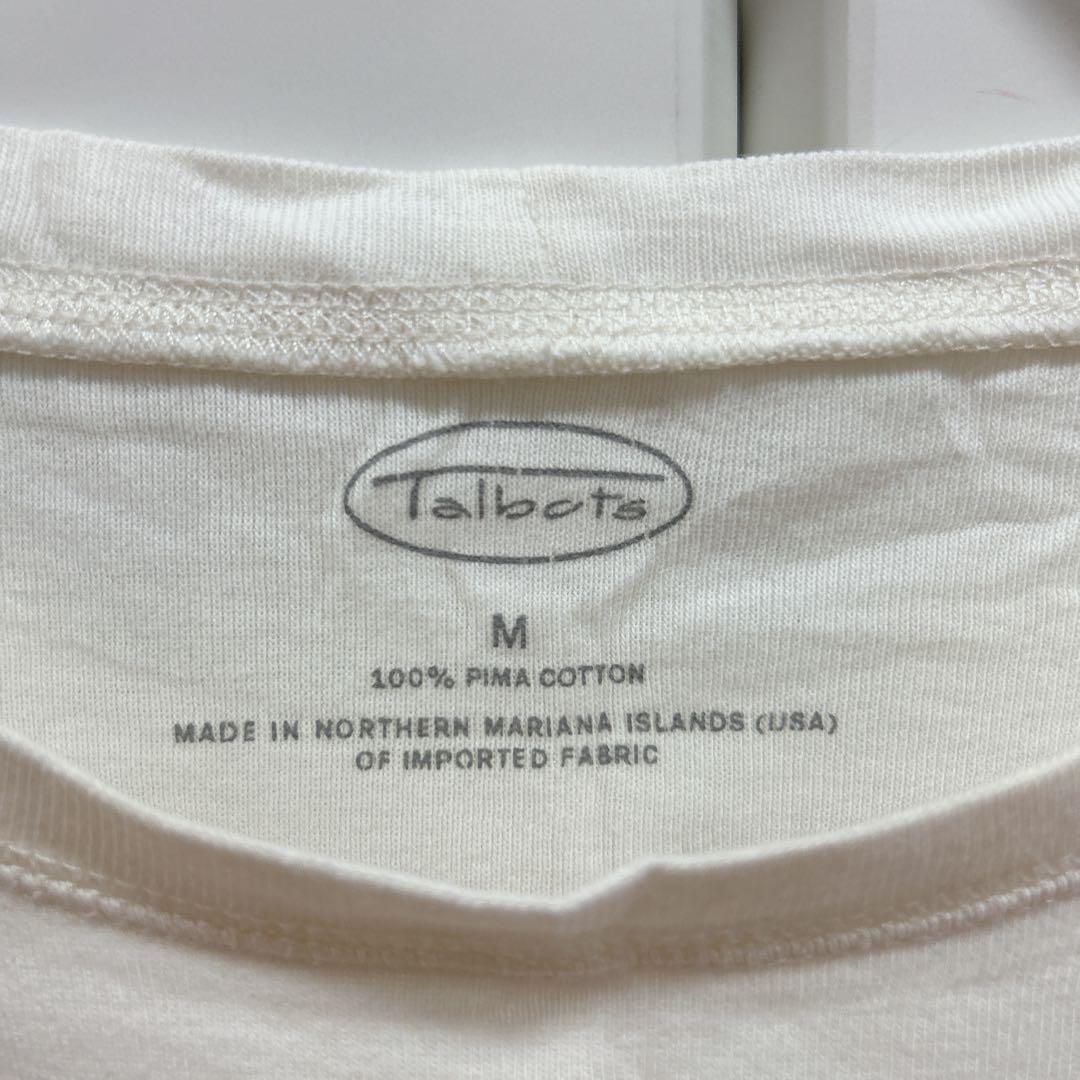 Talbots
M
100% PIMA COTTON
MADE IN NORTHERN MARIANA ISLANDS (USA)
OF IMPORTED FABRIC